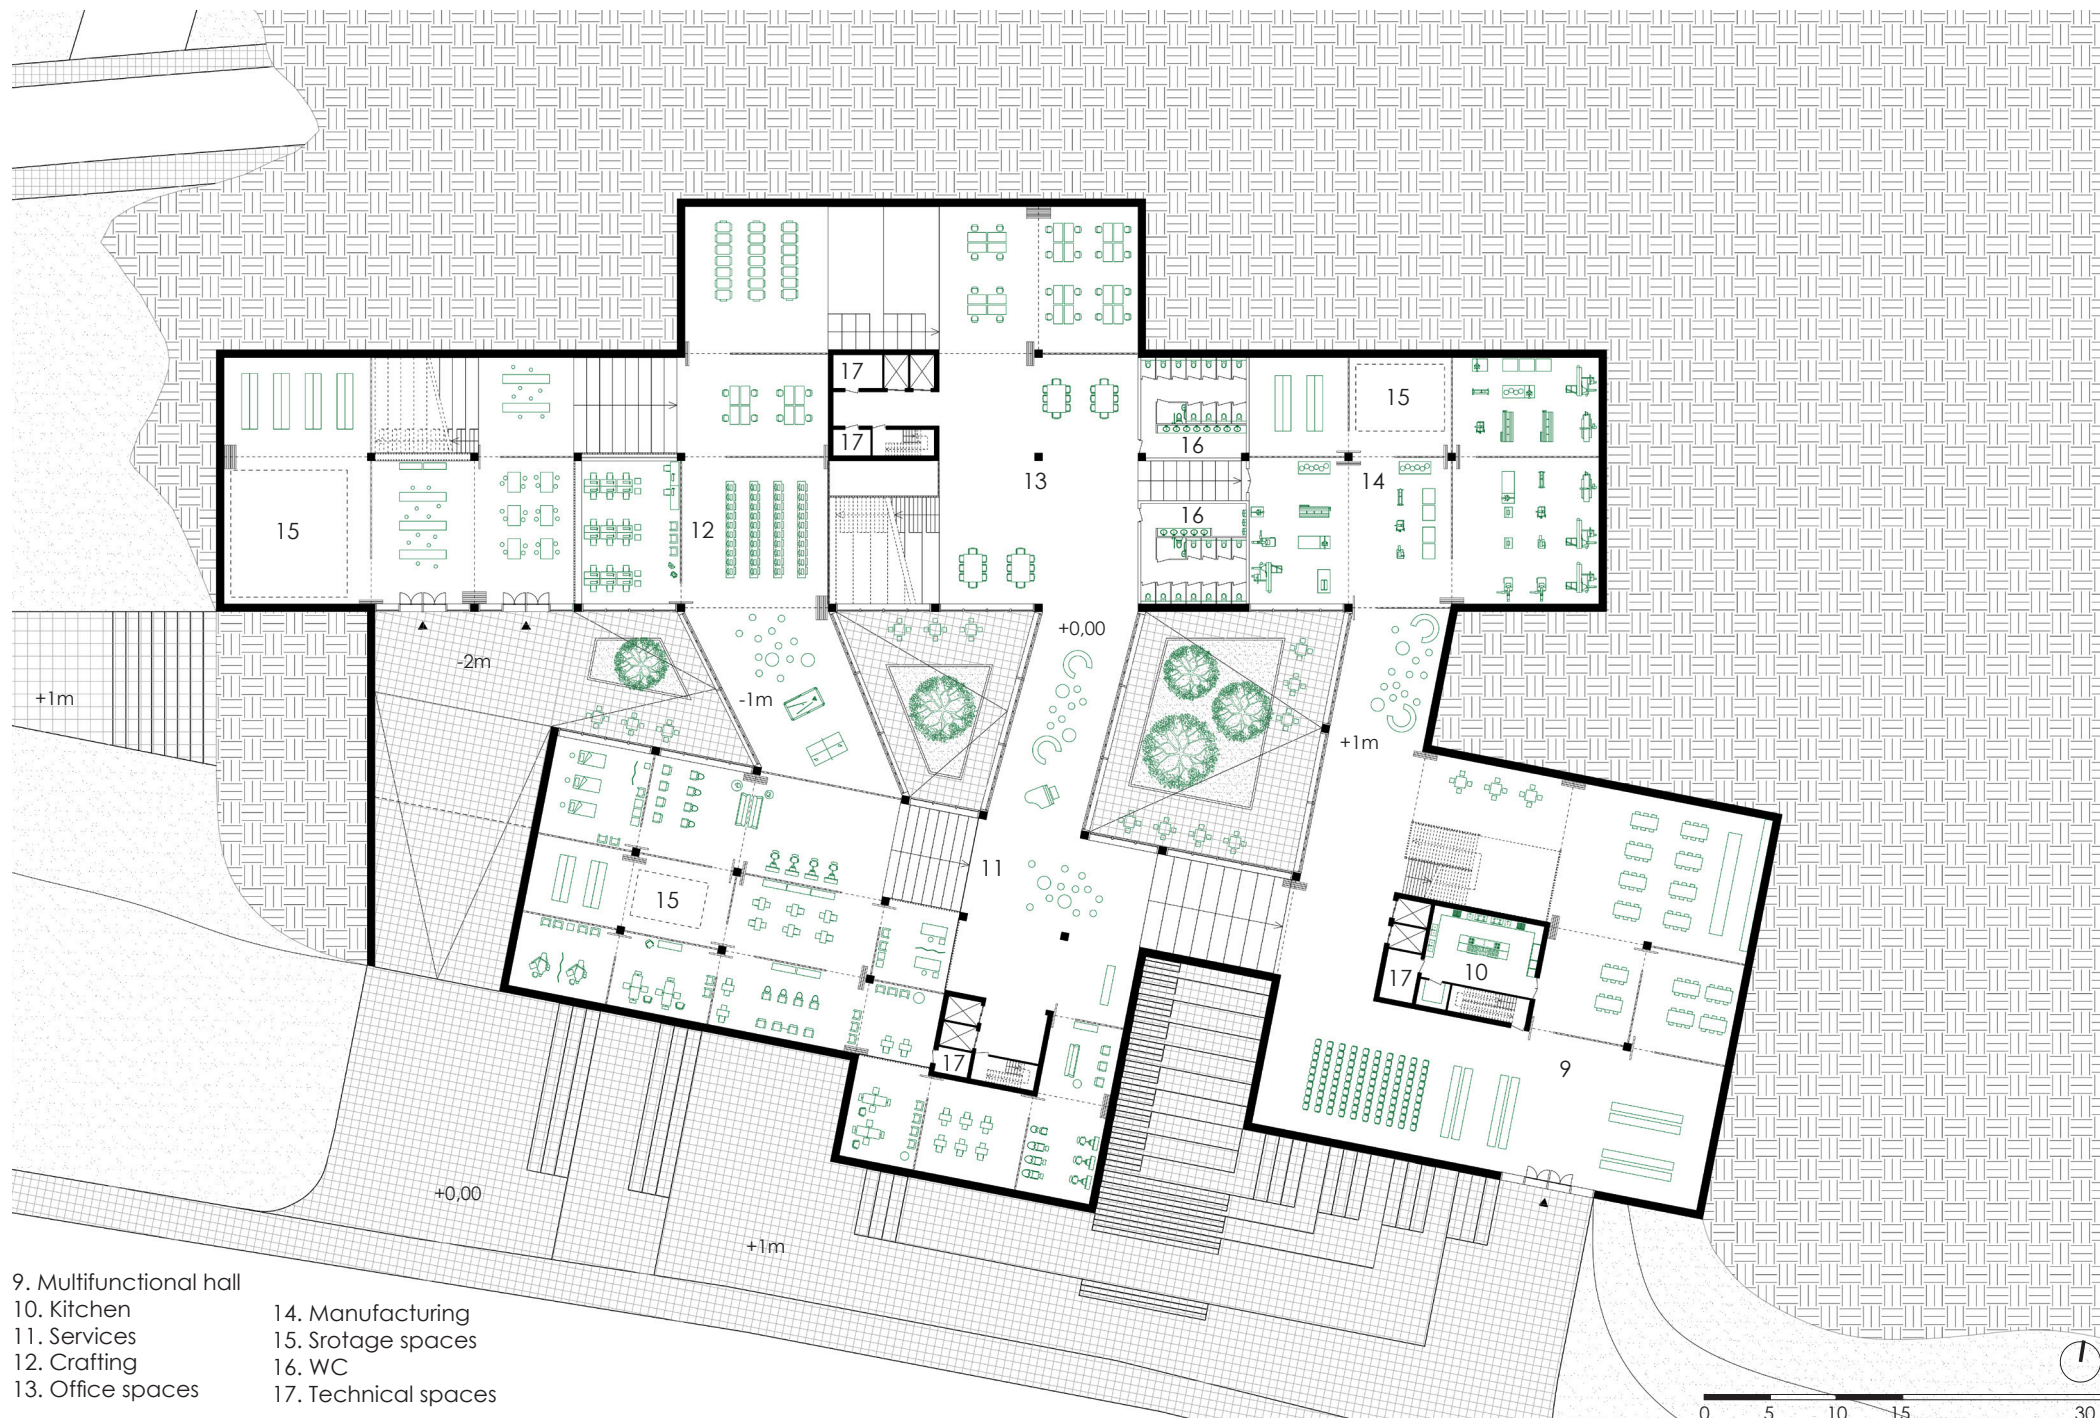 17
15
17
16
13
14
12
16
15
+0,00
-2m
-1m
+1m
+1m
11
15
10
17
17
9
+0,00
+1m
9. Multifunctional hall
10. Kitchen
11. Services
12. Crafting
13. Office spaces
14. Manufacturing
15. Srotage spaces
16. WC
17. Technical spaces
0 5 10 15 30